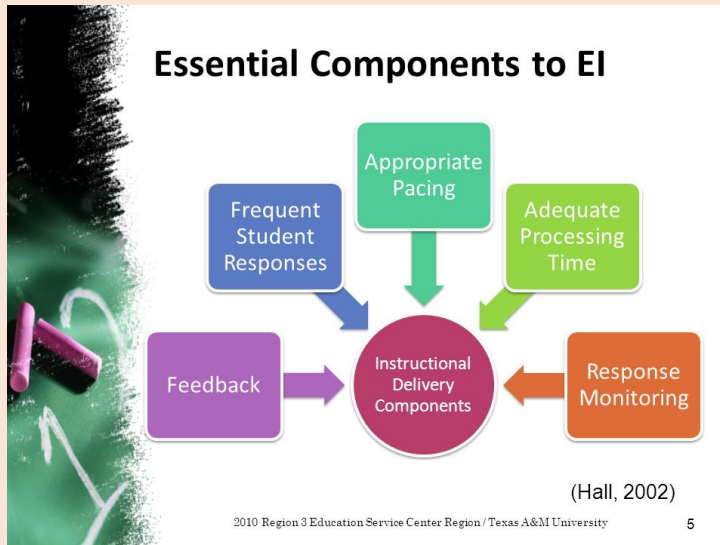 Essential Components to EI
Appropriate
Pacing
Frequent
Student
Responses
Adequate
Processing
Time
Feedback
Instructional
Delivery
Components
Response
Monitoring
(Hall, 2002)
2010 Region 3 Education Service Center Region / Texas A&M University
5